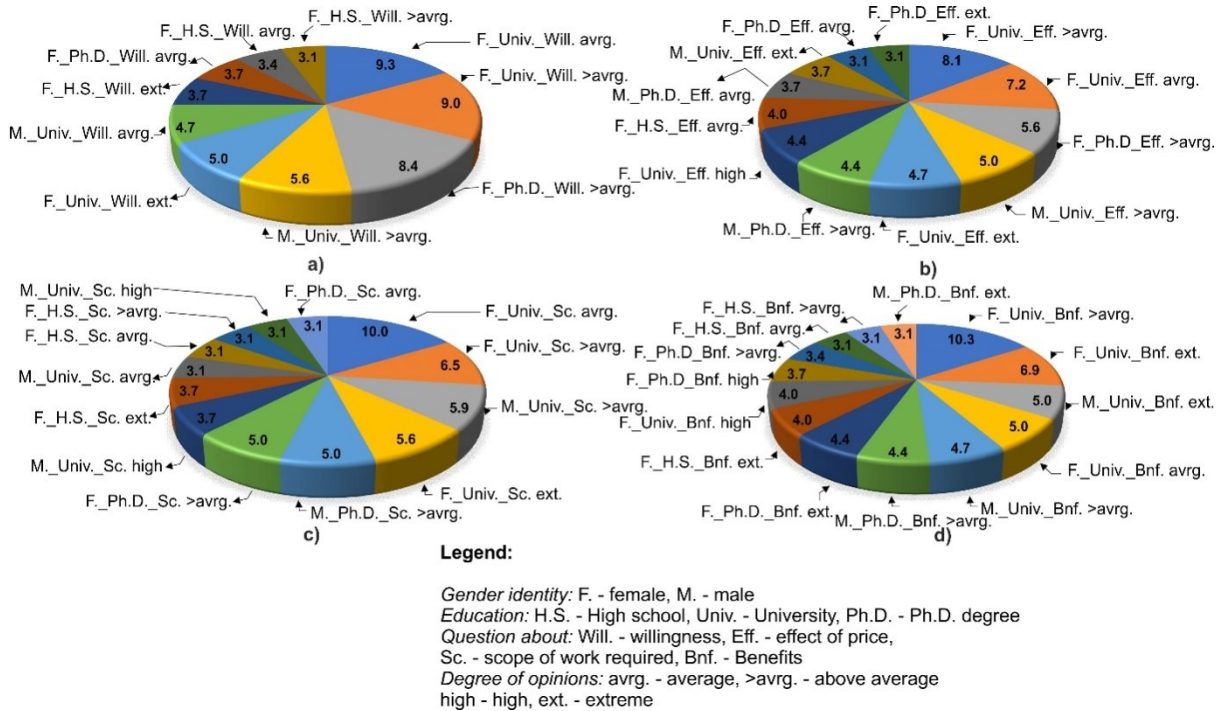 F._H.S._Will. >avrg.
F._H.S._Will. avrg.
F._Univ._Will. avrg.
F._Ph.D._Will. avrg.
F._Univ._Will. >avrg.
F._H.S._Will. ext.
M._Univ._Will. avrg.
F._Univ._Will. ext.
F._Ph.D._Will. >avrg.
M._Univ._Will. >avrg.
9.3
9.0
8.4
5.6
5.0
4.7
3.7
3.7
3.4
3.1
a)
F._Ph.D_Eff. ext.
F._Ph.D_Eff. avrg
F._Univ._Eff. >avrg.
M._Univ._Eff. ext.
F._Univ._Eff. avrg.
M._Ph.D._Eff. avrg.
F._H.S._Eff. avrg.
F._Ph.D_Eff. >avrg.
F._Univ._Eff. high
M._Univ._Eff. >avrg.
M._Ph.D._Eff. >avrg.
F._Univ._Eff. ext.
8.1
7.2
5.6
5.0
4.7
4.4
4.4
4.0
3.7
3.7
3.1
3.1
b)
M._Univ._Sc. high
F._Ph.D._Sc. avrg.
F._H.S._Sc. >avrg.
F._Univ._Sc. avrg.
F._H.S._Sc. avrg.
F._Univ._Sc. >avrg.
M._Univ._Sc. avrg.
M._Univ._Sc. >avrg.
F._H.S._Sc. ext.
M._Univ._Sc. high
F._Univ._Sc. ext.
F._Ph.D._Sc. >avrg.
M._Ph.D._Sc. >avrg.
10.0
6.5
5.9
5.6
5.0
5.0
3.7
3.7
3.1
3.1
3.1
3.1
3.1
c)
M._Ph.D._Bnf. ext.
F._H.S._Bnf. >avrg.
F._Univ._Bnf. >avrg.
F._H.S._Bnf. avrg.
F._Univ._Bnf. ext.
F._Ph.D_Bnf. >avrg.
F._Ph.D_Bnf. high
M._Univ._Bnf. ext.
F._Univ._Bnf. high
F._H.S._Bnf. ext.
F._Univ._Bnf. avrg.
F._Ph.D._Bnf. ext.
M._Univ._Bnf. >avrg.
M._Ph.D._Bnf. >avrg.
10.3
6.9
5.0
5.0
4.7
4.4
4.4
4.0
4.0
3.7
3.4
3.1
3.1
3.1
d)
Legend:
Gender identity: F. - female, M. - male
Education: H.S. - High school, Univ. - University, Ph.D. - Ph.D. degree
Question about: Will. - willingness, Eff. - effect of price,
Sc. - scope of work required, Bnf. - Benefits
Degree of opinions: avrg. - average, >avrg. - above average
high - high, ext. - extreme